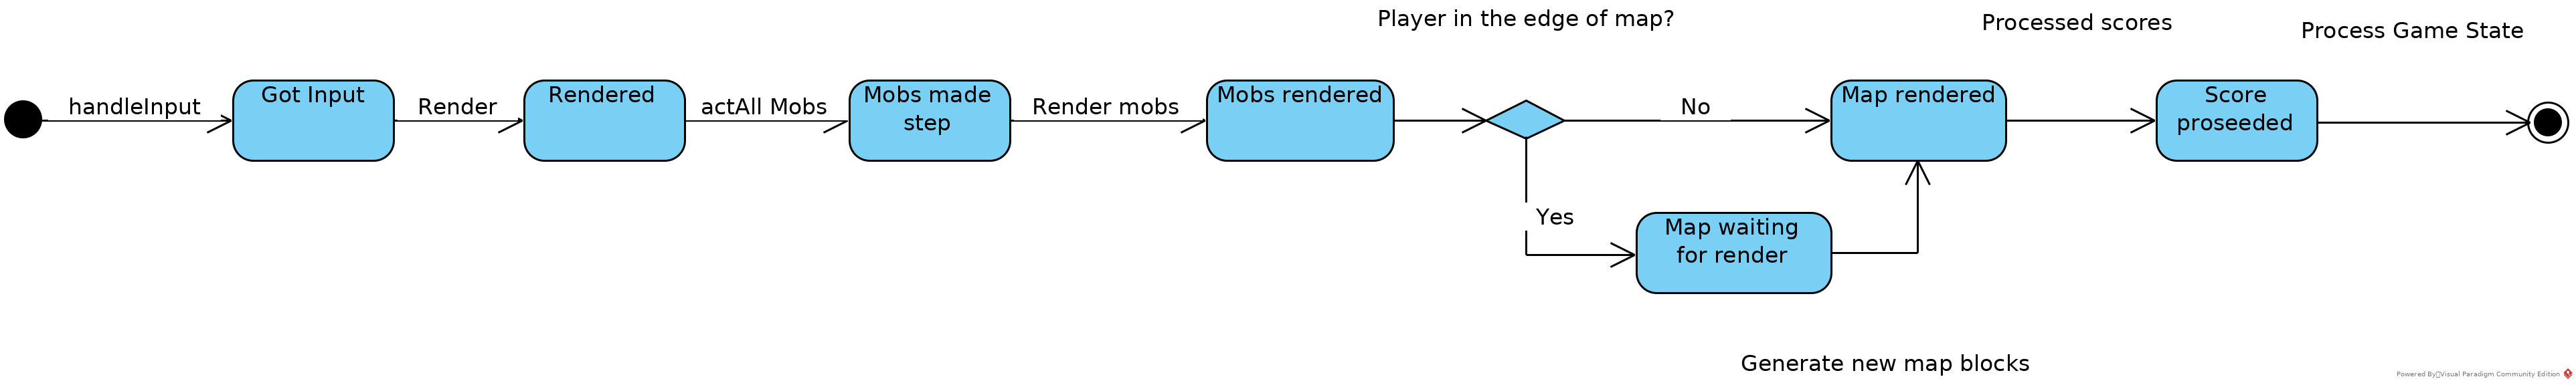 Player in the edge of map?
Processed scores
Process Game State
handleInput
Got Input
Render
Rendered
actAll Mobs
Mobs made
step
Render mobs
Mobs rendered
No
Map rendered
Score
proseeded
Yes
Map waiting
for render
Generate new map blocks
Powered By Visual Paradigm Community Edition